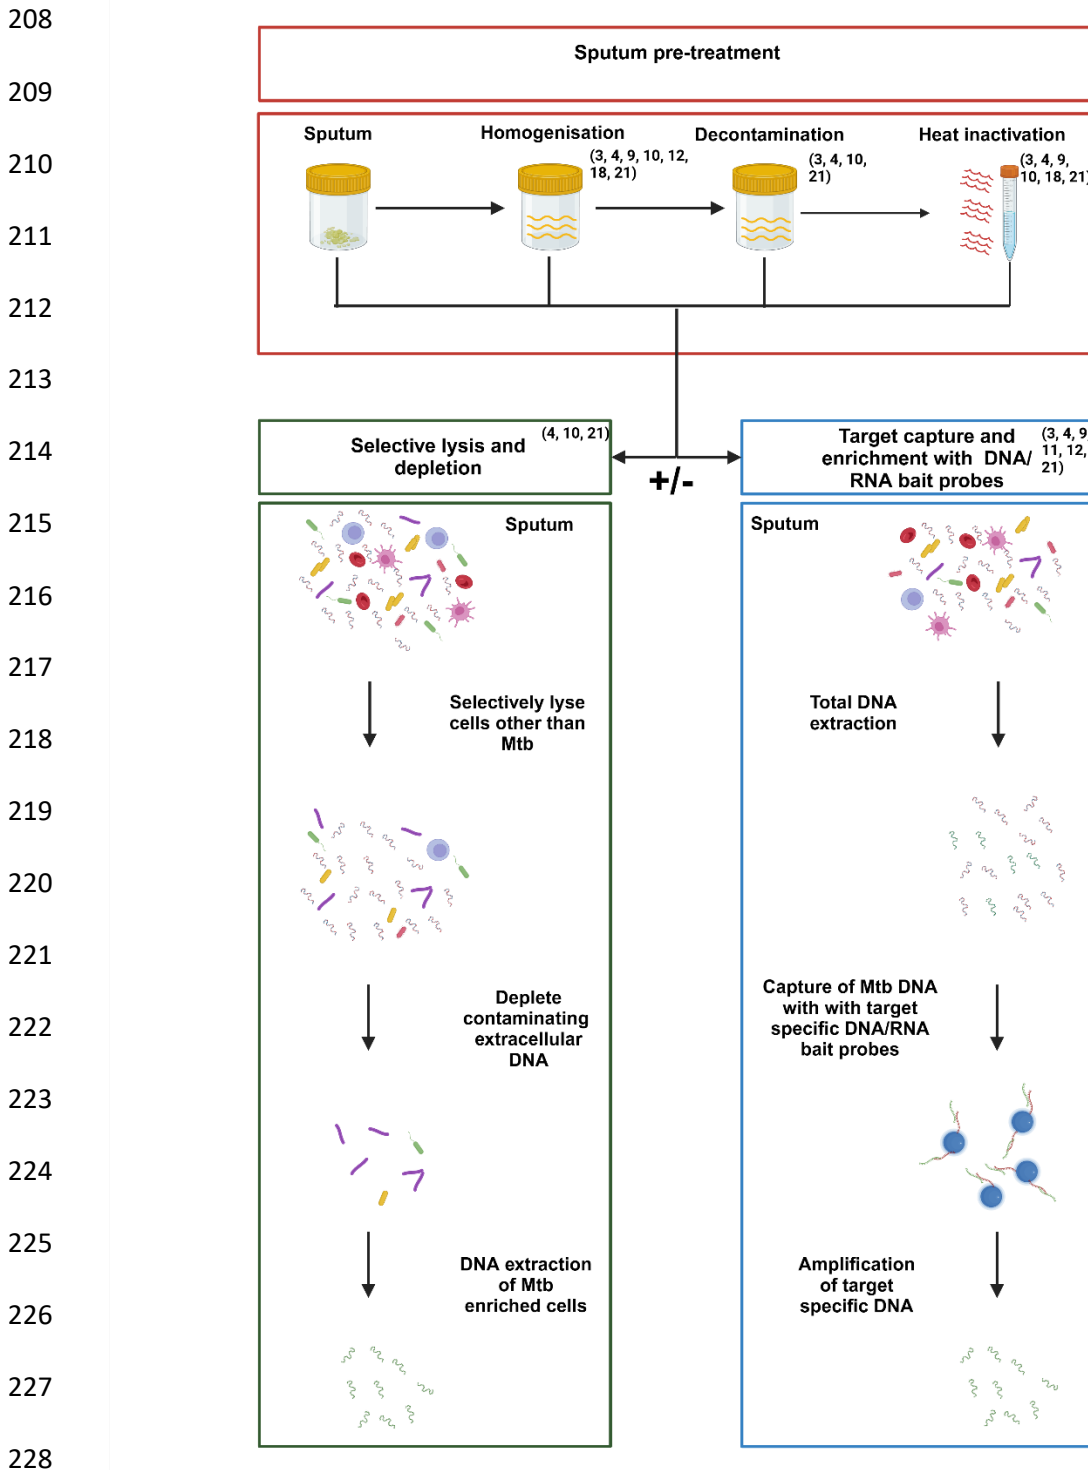 208
Sputum pre-treatment
209
Sputum
Homogenisation
(3, 4, 9, 10, 12,
18, 21)
Decontamination
(3, 4, 10,
21)
Heat inactivation
(3, 4, 9,
10, 18, 21)
210
211
212
213
214
Selective lysis and
depletion
(4, 10, 21)
+/-
Target capture and
enrichment with DNA/
RNA bait probes
(3, 4, 9,
11, 12,
21)
215
Sputum
Sputum
216
217
Selectively lyse
cells other than
Mtb
Total DNA
extraction
218
219
220
221
Deplete
contaminating
extracellular
DNA
Capture of Mtb DNA
with with target
specific DNA/RNA
bait probes
222
223
224
225
DNA extraction
of Mtb
enriched cells
Amplification
of target
specific DNA
226
227
228